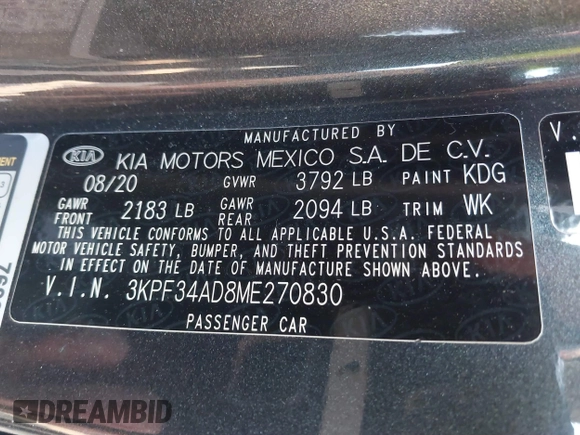 MANUFACTURED BY
KIA KIA MOTORS MEXICO S.A. DE C.V.
08/20 GVWR 3792 LB PAINT KDG
GAWR FRONT 2183 LB GAWR REAR 2094 LB TRIM WK
THIS VEHICLE CONFORMS TO ALL APPLICABLE U.S.A. FEDERAL
MOTOR VEHICLE SAFETY, BUMPER, AND THEFT PREVENTION STANDARDS
IN EFFECT ON THE DATE OF MANUFACTURE SHOWN ABOVE.
V.I.N. 3KPF34AD8ME270830
PASSENGER CAR
DREAMBID